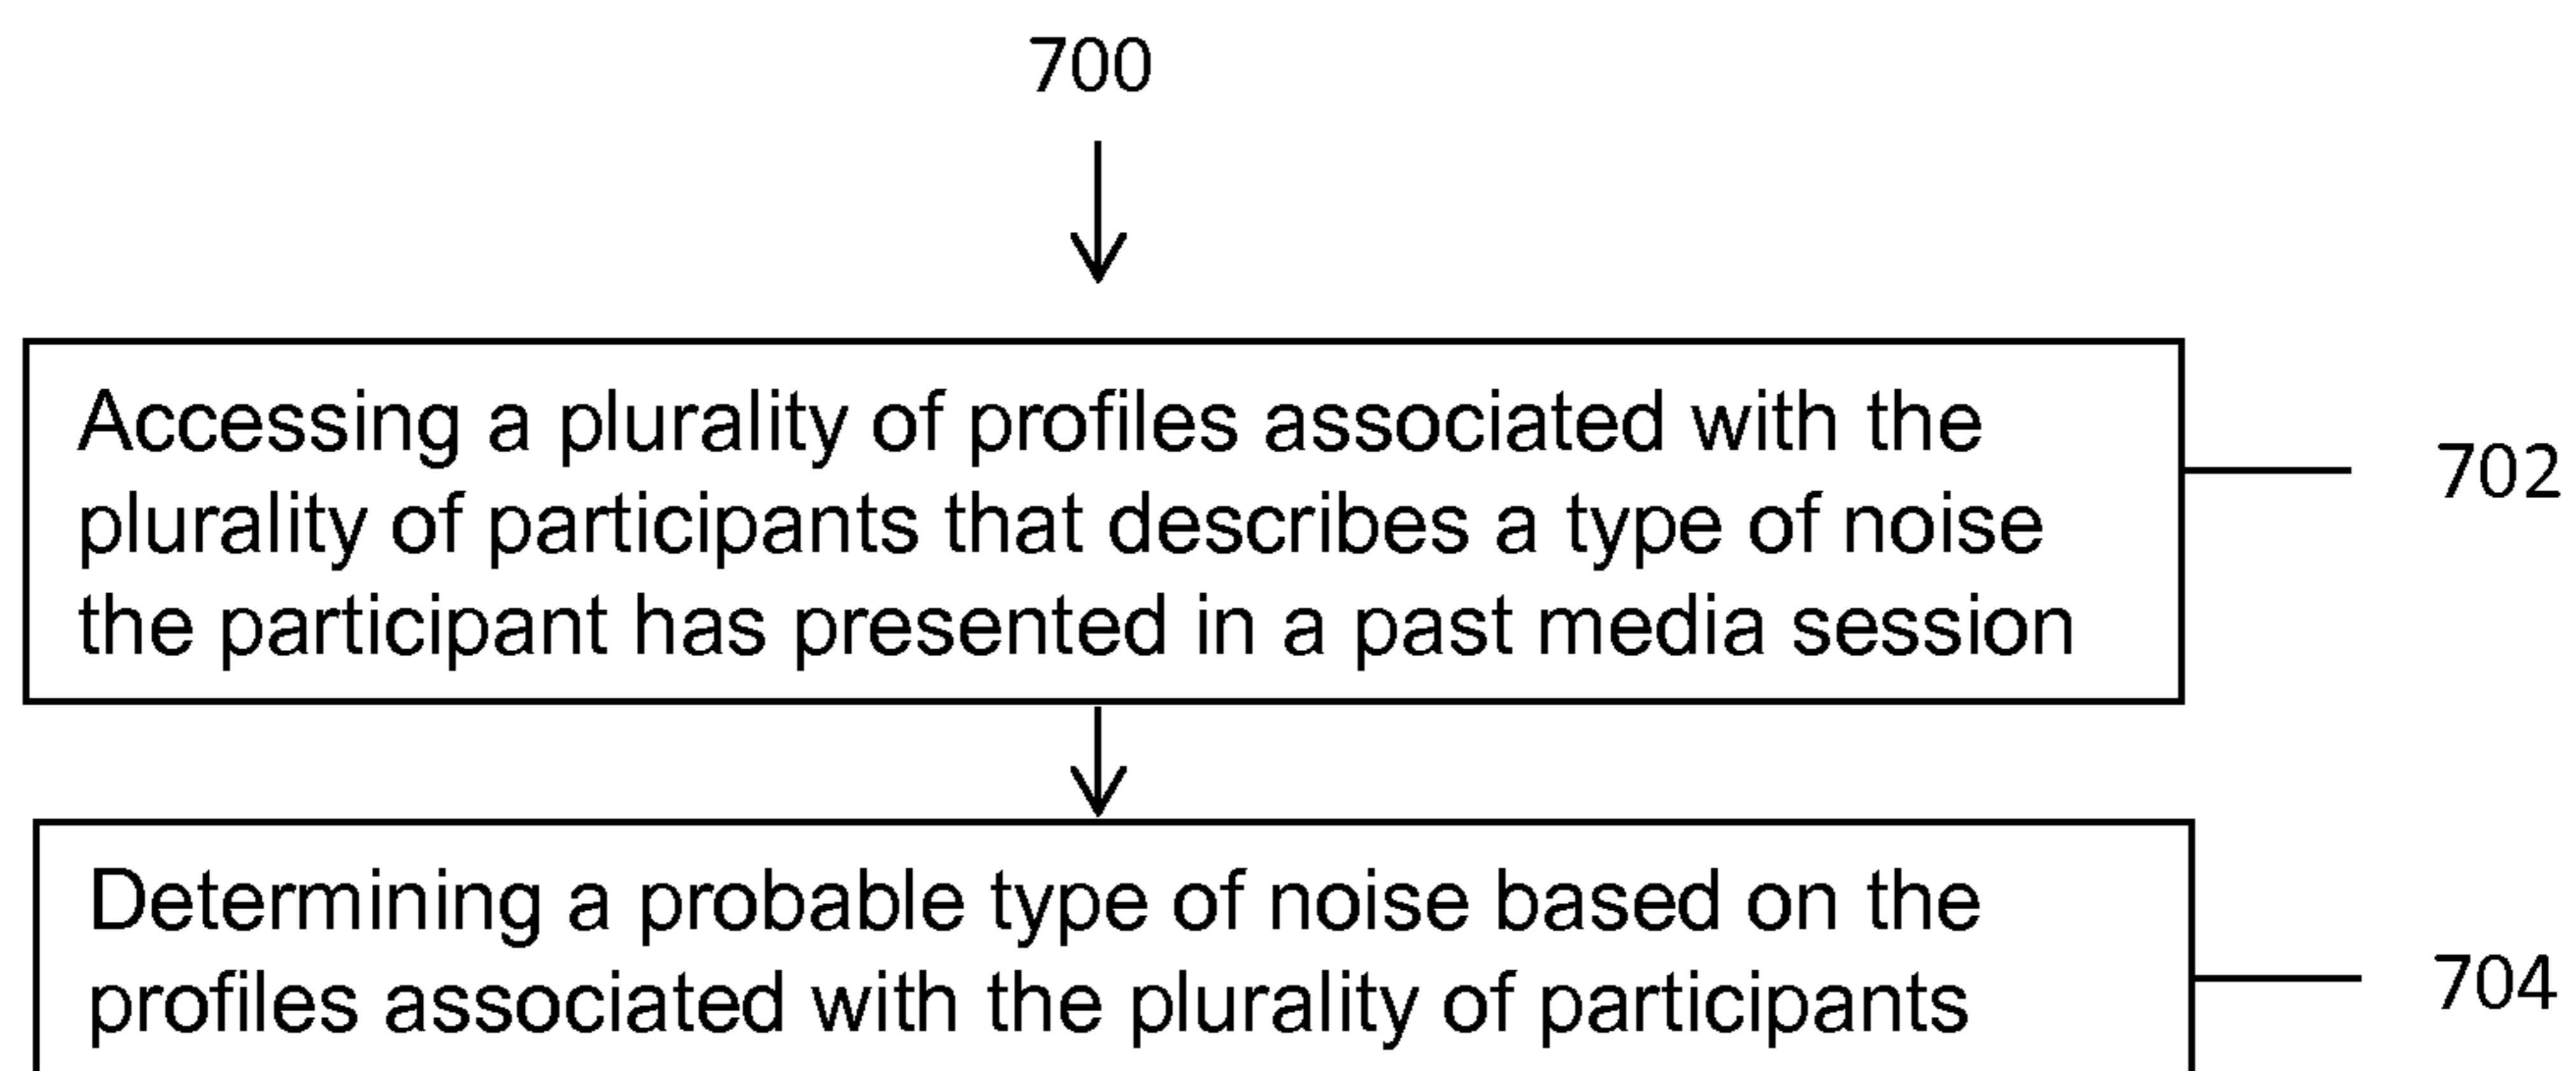 700
Accessing a plurality of profiles associated with the
plurality of participants that describes a type of noise
the participant has presented in a past media session
702
Determining a probable type of noise based on the
profiles associated with the plurality of participants
704